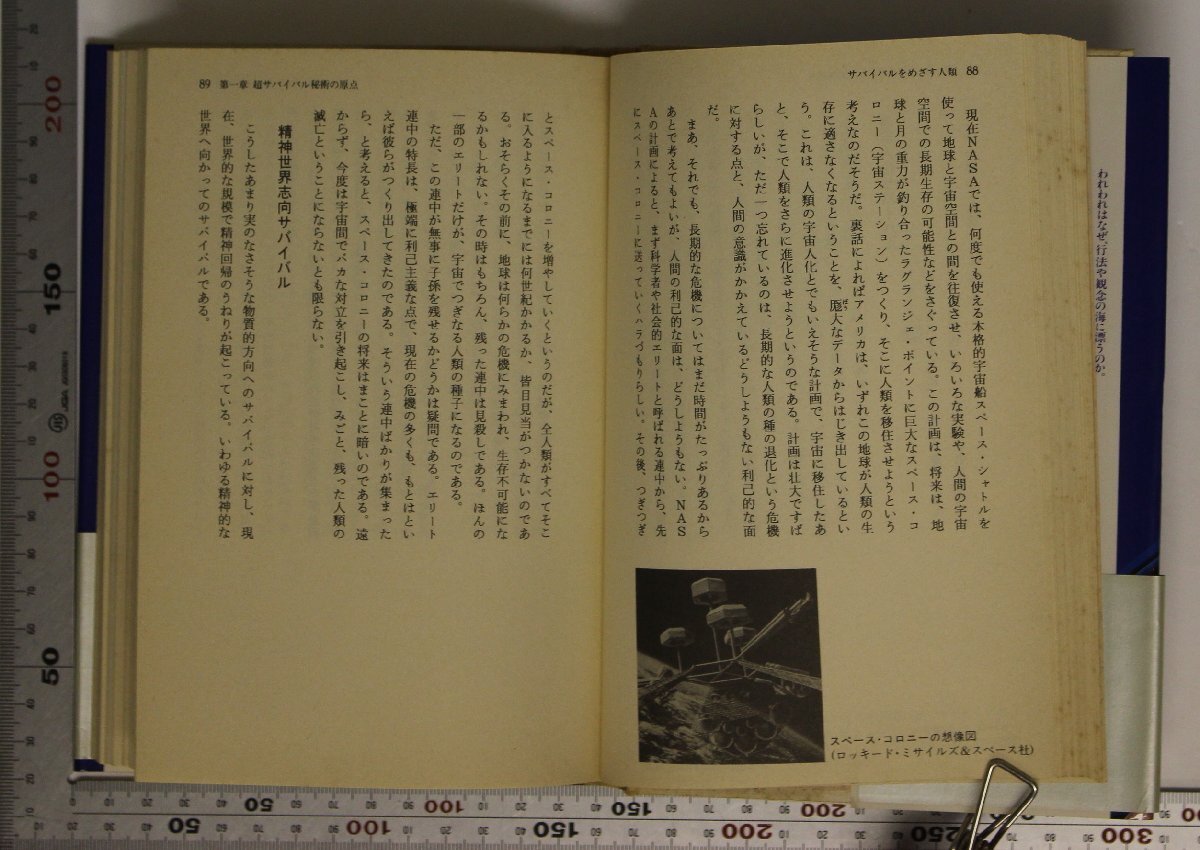 サバイバルをめざす人類 88
現在NASAでは、何度でも使える本格的宇宙船スペース・シャトルを
使って地球と宇宙空間との間を往復させ、いろいろな実験や、人間の宇宙
空間での長期生存の可能性などをさぐっている。この計画は、将来は、地
球と月の重力が釣り合ったラグランジェ・ポイントに巨大なスペース・コ
ロニー（宇宙ステーション）をつくり、そこに人類を移住させようという
考えなのだそうだ。裏話によればアメリカは、いずれこの地球が人類の生
存に適さなくなるということを、厖大なデータからはじき出しているとい
う。これは、人類の宇宙人化とでもいえそうな計画で、宇宙に移住したあ
と、そこで人類をさらに進化させようというのである。計画は壮大ですば
らしいが、ただ一つ忘れているのは、長期的な人類の種の退化という危機
に対する点と、人間の意識がかかえているどうしようもない利己的な面
だ。
まあ、それでも、長期的な危機についてはまだ時間がたっぷりあるから
あとで考えてもよいが、人間の利己的な面は、どうしようもない。NAS
Aの計画によると、まず科学者や社会的エリートと呼ばれる連中から、先
にスペース・コロニーに送っていくハラづもりらしい。その後、つぎつぎ
スペース・コロニーの想像図
(ロッキード・ミサイルズ&スペース社)
89 第一章 超サバイバル秘術の原点
とスペース・コロニーを増やしていくというのだが、全人類がすべてそこ
に入るようになるまでには何世紀かかるか、皆目見当がつかないのであ
る。おそらくその前に、地球は何らかの危機にみまわれ、生存不可能にな
るかもしれない。その時はもちろん、残った連中は見殺しである。ほんの
一部のエリートだけが、宇宙でつぎなる人類の種子になるのである。
ただ、この連中が無事に子孫を残せるかどうかは疑問である。エリート
連中の特長は、極端に利己主義な点で、現在の危機の多くも、もとはとい
えば彼らがつくり出してきたのである。そういう連中ばかりが集まった
ら、と考えると、スペース・コロニーの将来はまことに暗いのである。遠
からず、今度は宇宙間でバカな対立を引き起こし、みごと、残った人類の
滅亡ということにならないとも限らない。
精神世界志向サバイバル
こうしたあまり実のなさそうな物質的方向へのサバイバルに対し、現
在、世界的な規模で精神回帰のうねりが起こっている。いわゆる精神的な
世界へ向かってのサバイバルである。
われわれはなぜ、行法や観念の海に漂うのか。
200
150
100
50
50
100
150
200
250
300
50
100
150
200
250
300